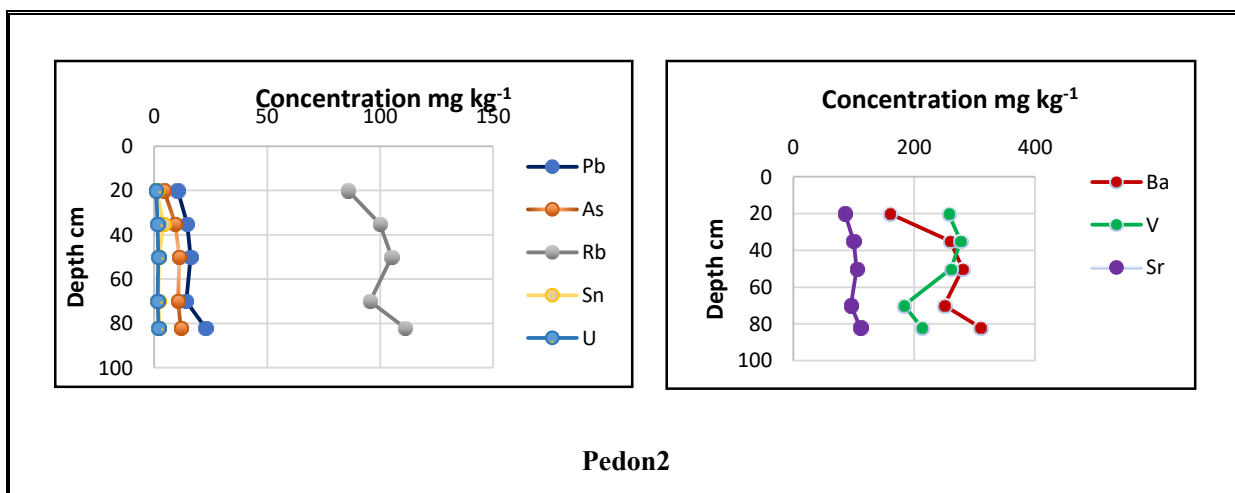 Concentration mg kg⁻¹
0 50 100 150
0
20
40
60
80
100
Depth cm
Pb
As
Rb
Sn
U
Concentration mg kg⁻¹
0 200 400
0
20
40
60
80
100
Depth cm
Ba
V
Sr
Pedon2